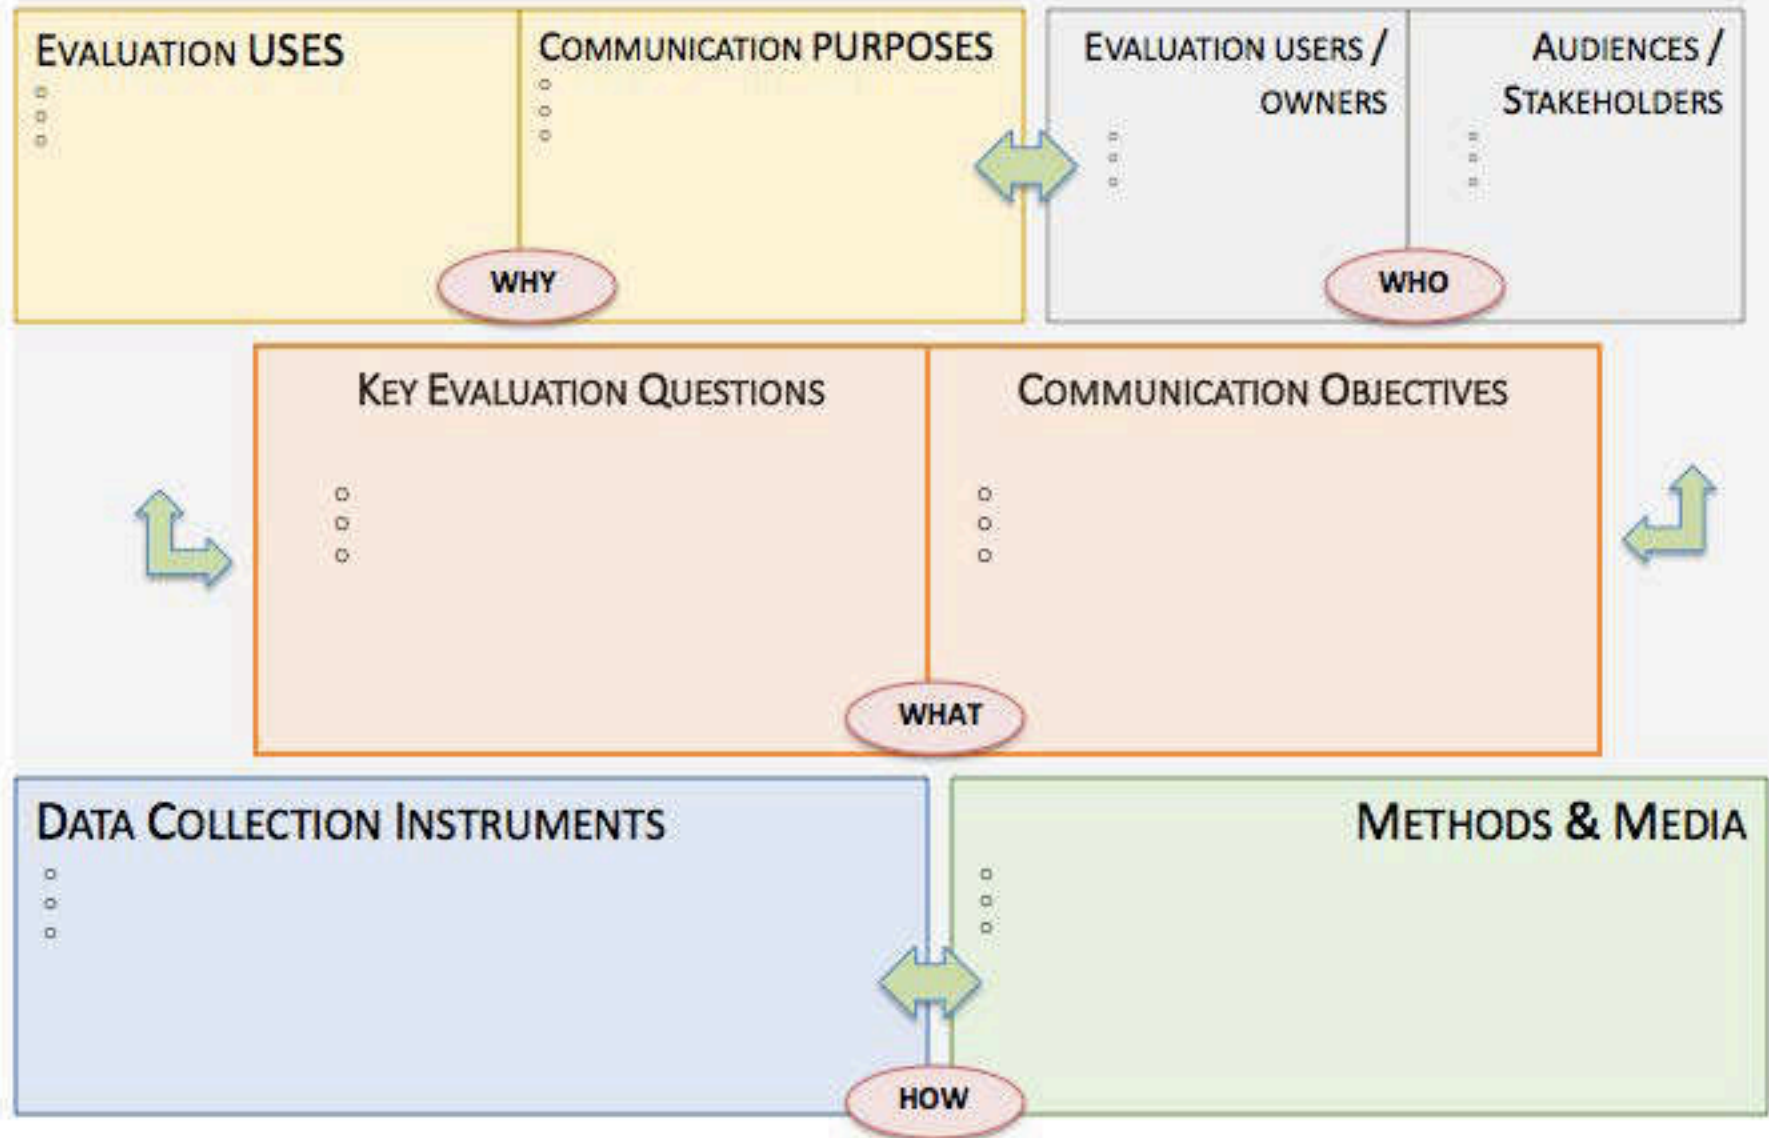 EVALUATION USES
COMMUNICATION PURPOSES
EVALUATION USERS /
OWNERS
AUDIENCES /
STAKEHOLDERS
WHY
WHO
KEY EVALUATION QUESTIONS
COMMUNICATION OBJECTIVES
WHAT
DATA COLLECTION INSTRUMENTS
METHODS & MEDIA
HOW